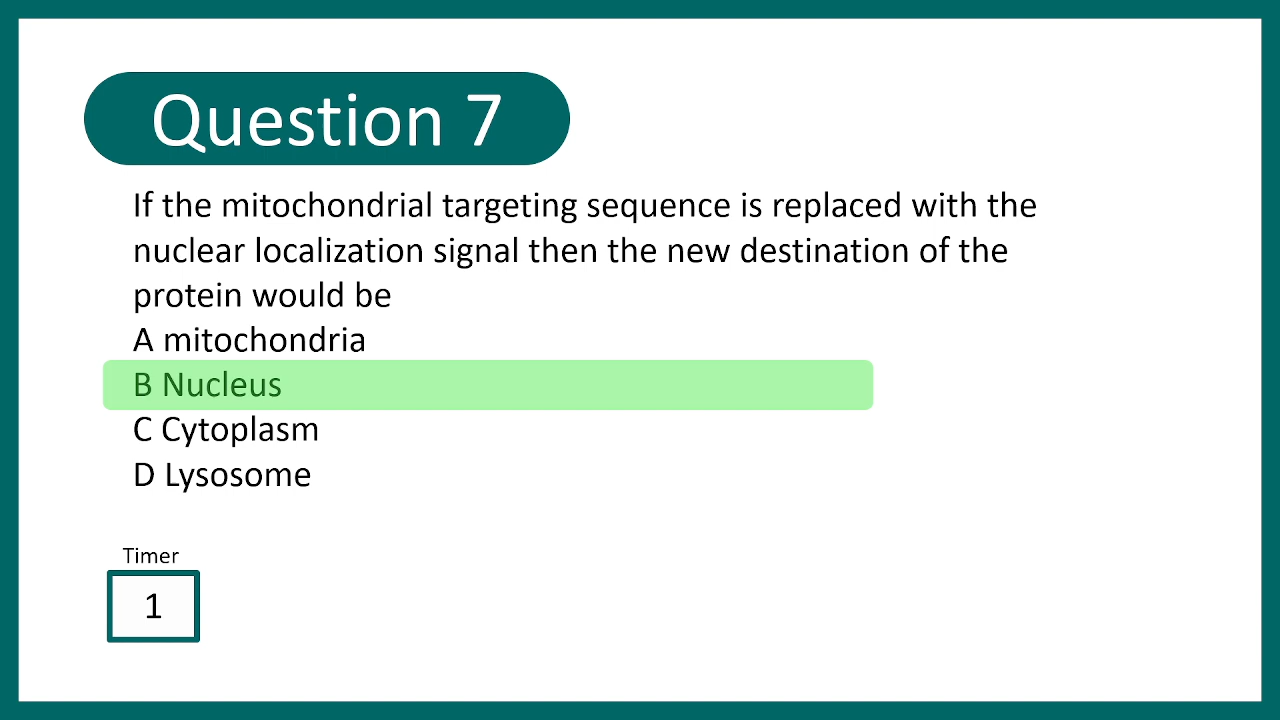 Question 7
If the mitochondrial targeting sequence is replaced with the
nuclear localization signal then the new destination of the
protein would be
A mitochondria
B Nucleus
C Cytoplasm
D Lysosome
Timer
1